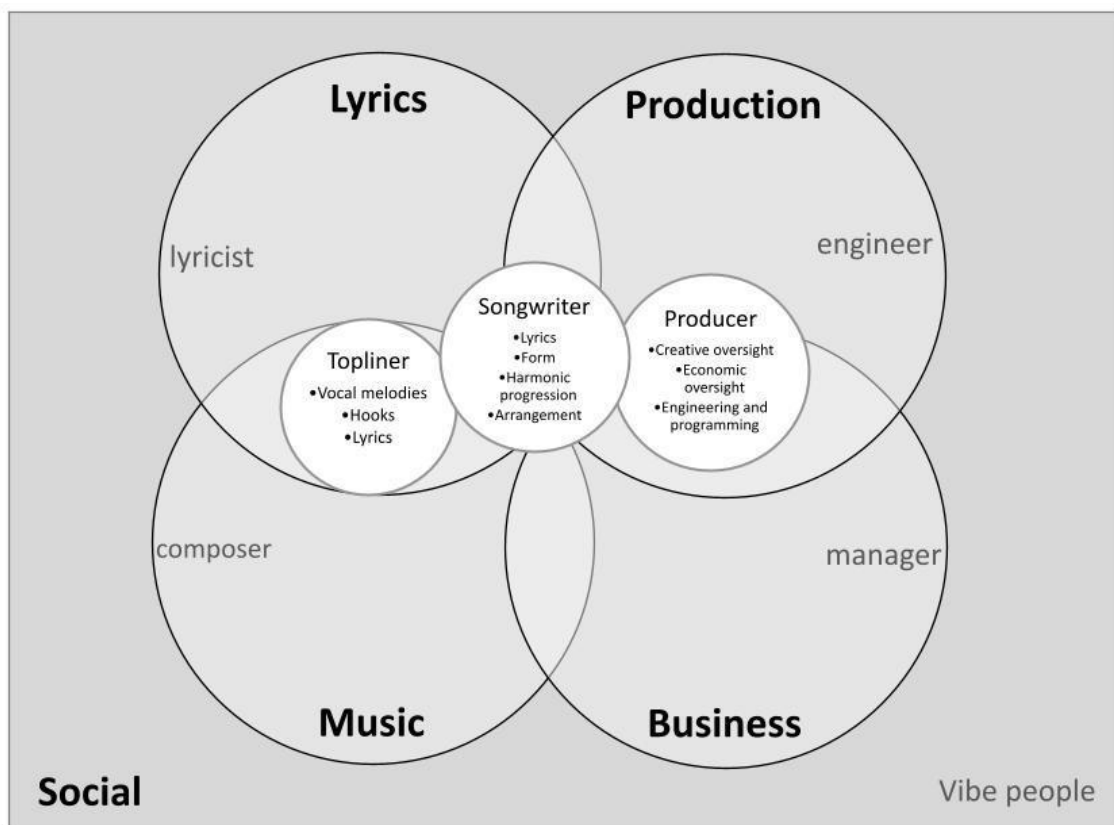 Lyrics
Production
lyricist
engineer
Songwriter
•Lyrics
•Form
•Harmonic
progression
•Arrangement
Producer
•Creative oversight
•Economic
oversight
•Engineering and
programming
Topliner
•Vocal melodies
•Hooks
•Lyrics
composer
manager
Music
Business
Social
Vibe people